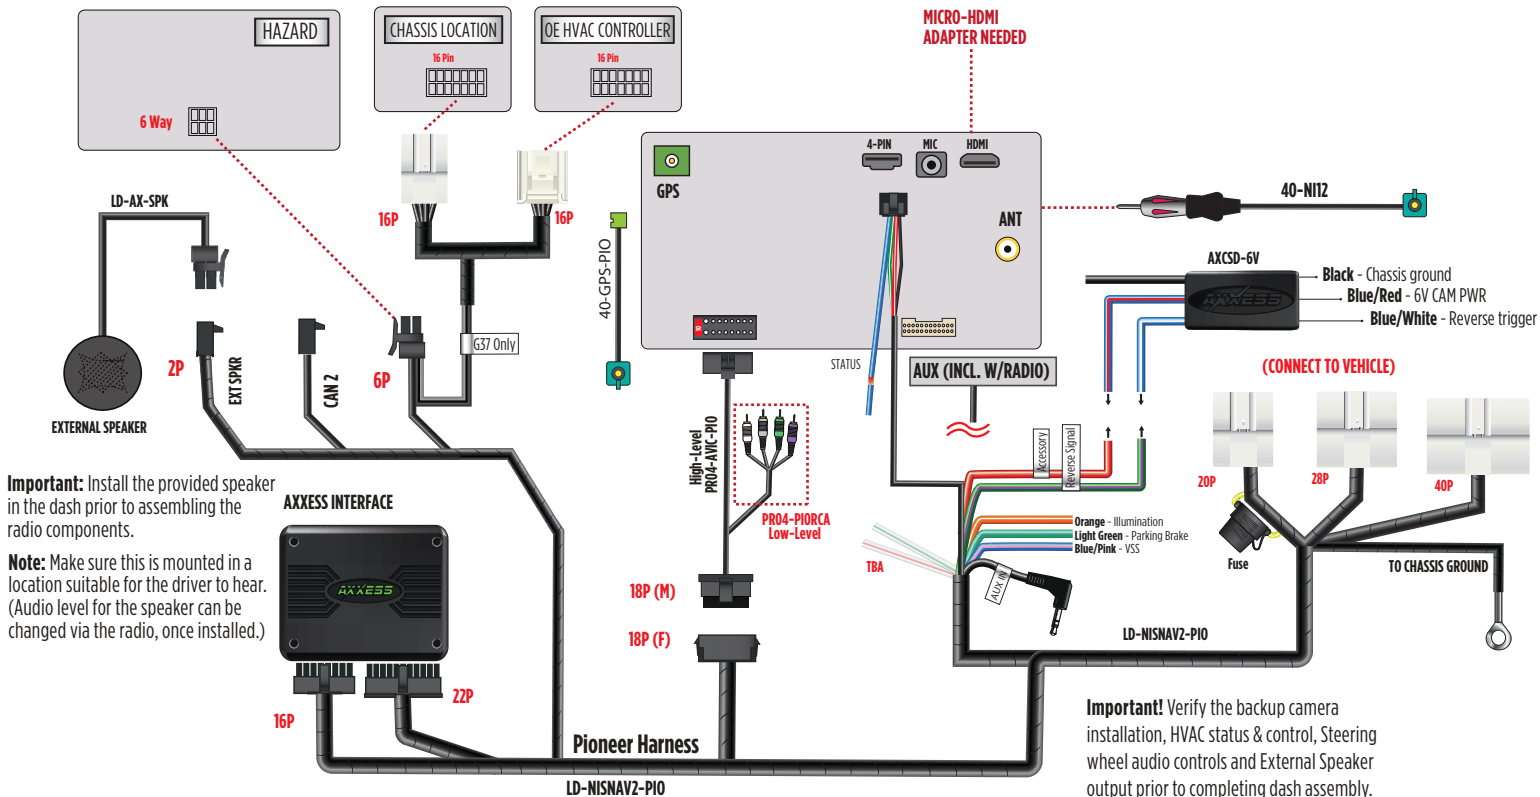 HAZARD
6 Way
CHASSIS LOCATION
16 Pin
OE HVAC CONTROLLER
16 Pin
MICRO-HDMI
ADAPTER NEEDED
4-PIN
MIC
HDMI
GPS
ANT
40-NI12
LD-AX-SPK
16P
16P
40-GPS-PIO
G37 Only
AXCSD-6V
AXXESS
Black - Chassis ground
Blue/Red - 6V CAM PWR
Blue/White - Reverse trigger
2P
EXT SPKR
CAN 2
6P
EXTERNAL SPEAKER
STATUS
AUX (INCL. W/RADIO)
(CONNECT TO VEHICLE)
High-Level
PRO4-AVIC-PIO
PRO4-PIORCA
Low-Level
Accessory
Reverse Signal
20P
28P
40P
Fuse
TO CHASSIS GROUND
Important: Install the provided speaker
in the dash prior to assembling the
radio components.
Note: Make sure this is mounted in a
location suitable for the driver to hear.
(Audio level for the speaker can be
changed via the radio, once installed.)
AXXESS INTERFACE
AXXESS
Orange - Illumination
Light Green - Parking Brake
Blue/Pink - VSS
TBA
AUX IN
18P (M)
18P (F)
LD-NISNAV2-PIO
16P
22P
Pioneer Harness
LD-NISNAV2-PIO
Important! Verify the backup camera
installation, HVAC status & control, Steering
wheel audio controls and External Speaker
output prior to completing dash assembly.